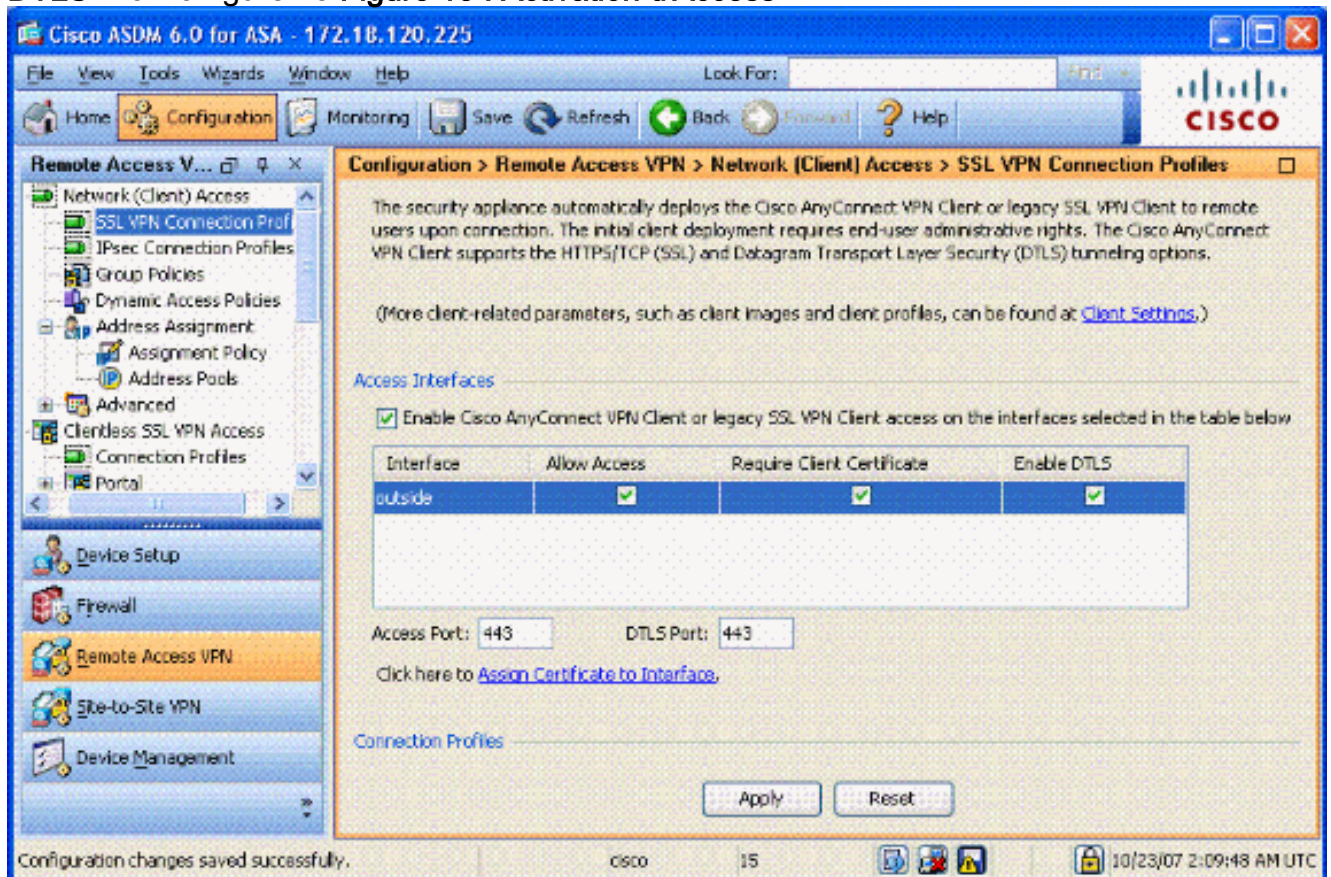 Cisco ASDM 6.0 for ASA - 172.18.120.225
File View Tools Wizards Window Help Look For: Find
Home Configuration Monitoring Save Refresh Back Forward Help
CISCO
Remote Access V...
Network (Client) Access
SSL VPN Connection Prof
IPsec Connection Profiles
Group Policies
Dynamic Access Policies
Address Assignment
Assignment Policy
Address Pools
Advanced
Clientless SSL VPN Access
Connection Profiles
Portal
Device Setup
Firewall
Remote Access VPN
Site-to-Site VPN
Device Management
Configuration > Remote Access VPN > Network (Client) Access > SSL VPN Connection Profiles
The security appliance automatically deploys the Cisco AnyConnect VPN Client or legacy SSL VPN Client to remote
users upon connection. The initial client deployment requires end-user administrative rights. The Cisco AnyConnect
VPN Client supports the HTTPS/TCP (SSL) and Datagram Transport Layer Security (DTLS) tunneling options.
(More client-related parameters, such as client images and client profiles, can be found at Client Settings.)
Access Interfaces
Enable Cisco AnyConnect VPN Client or legacy SSL VPN Client access on the interfaces selected in the table below
Interface Allow Access Require Client Certificate Enable DTLS
outside
Access Port: 443 DTLS Port: 443
Click here to Assign Certificate to Interface.
Connection Profiles
Apply Reset
Configuration changes saved successfully. cisco 15 10/23/07 2:09:48 AM UTC